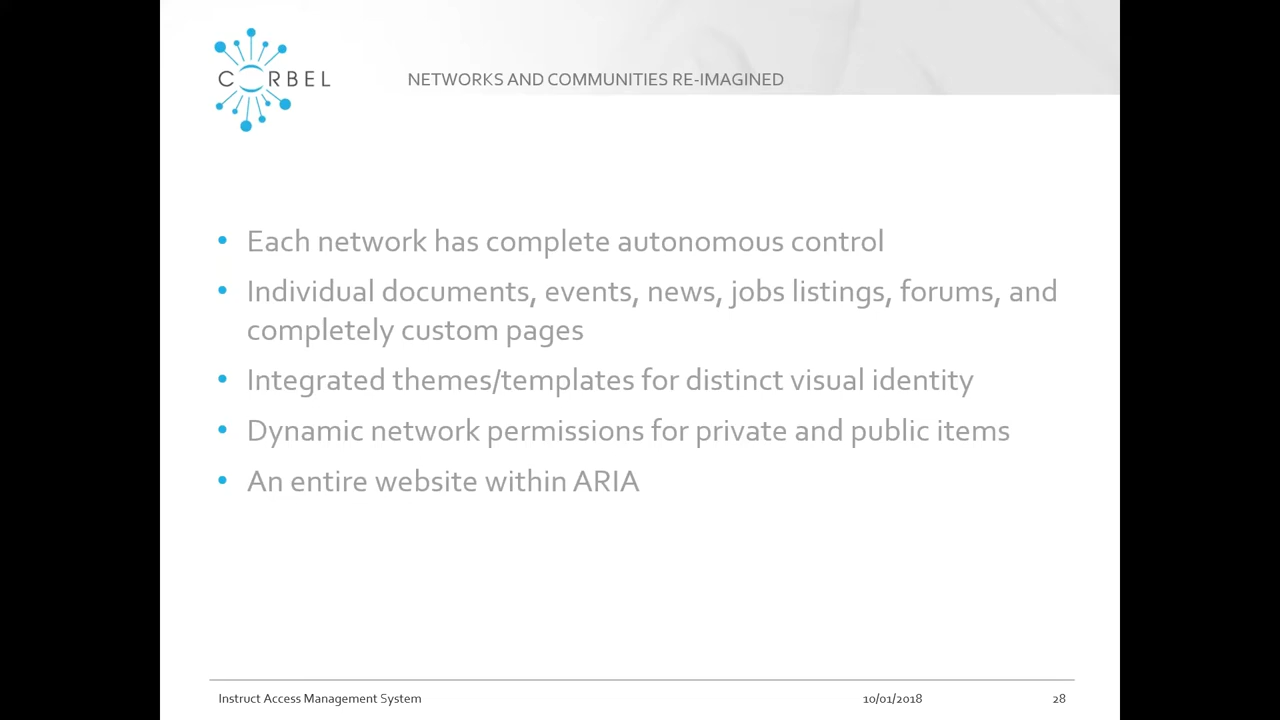 CORBEL
NETWORKS AND COMMUNITIES RE-IMAGINED
• Each network has complete autonomous control
• Individual documents, events, news, jobs listings, forums, and
completely custom pages
• Integrated themes/templates for distinct visual identity
• Dynamic network permissions for private and public items
• An entire website within ARIA
Instruct Access Management System 10/01/2018 28